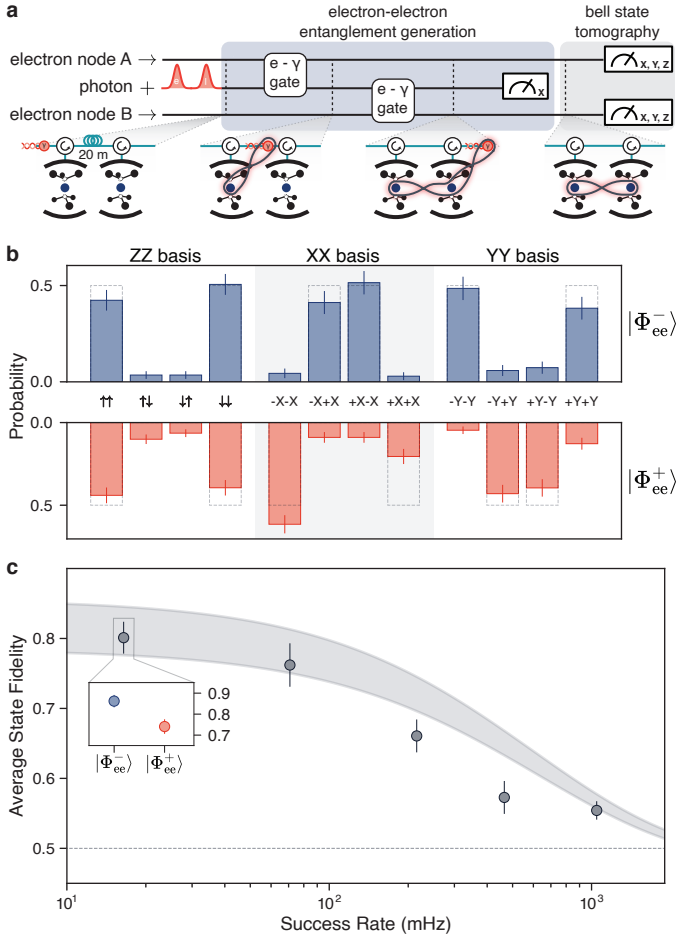 a
electron-electron
entanglement generation
bell state
tomography
electron node A
e - γ
gate
X, Y, Z
photon
e - γ
gate
X
electron node B
X, Y, Z
20 m
b
ZZ basis XX basis YY basis
0.5
|Φ⁻ee⟩
0.0
Probability
⇈ ↑↓ ↓↑ ⇊ -X-X -X+X +X-X +X+X -Y-Y -Y+Y +Y-Y +Y+Y
0.0
|Φ⁺ee⟩
0.5
c
0.8
0.7
0.6
0.5
Average State Fidelity
0.9
0.8
0.7
|Φ⁻ee⟩ |Φ⁺ee⟩
10¹ 10² 10³
Success Rate (mHz)